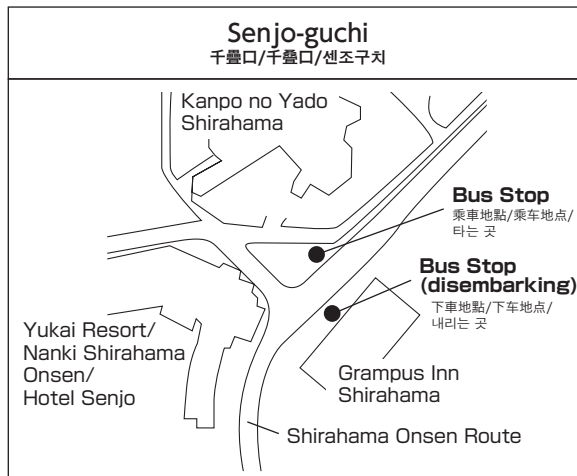 Senjo-guchi
千疊口/千叠口/센조구치
Kanpo no Yado
Shirahama
Bus Stop
乘車地點/乘车地点/
타는 곳
Bus Stop
(disembarking)
下車地點/下车地点/
내리는 곳
Yukai Resort/
Nanki Shirahama
Onsen/
Hotel Senjo
Grampus Inn
Shirahama
Shirahama Onsen Route